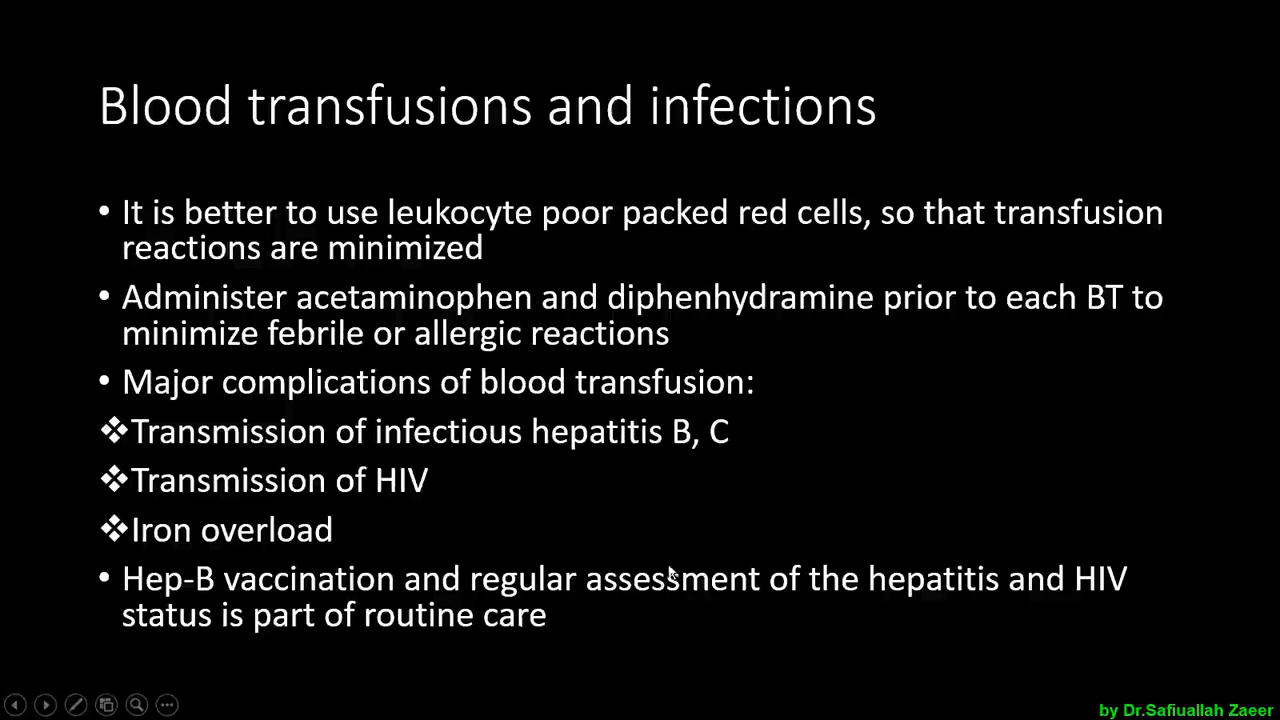 Blood transfusions and infections
• It is better to use leukocyte poor packed red cells, so that transfusion
reactions are minimized
• Administer acetaminophen and diphenhydramine prior to each BT to
minimize febrile or allergic reactions
• Major complications of blood transfusion:
❖Transmission of infectious hepatitis B, C
❖Transmission of HIV
❖Iron overload
• Hep-B vaccination and regular assessment of the hepatitis and HIV
status is part of routine care
by Dr.Safiuallah Zaeer